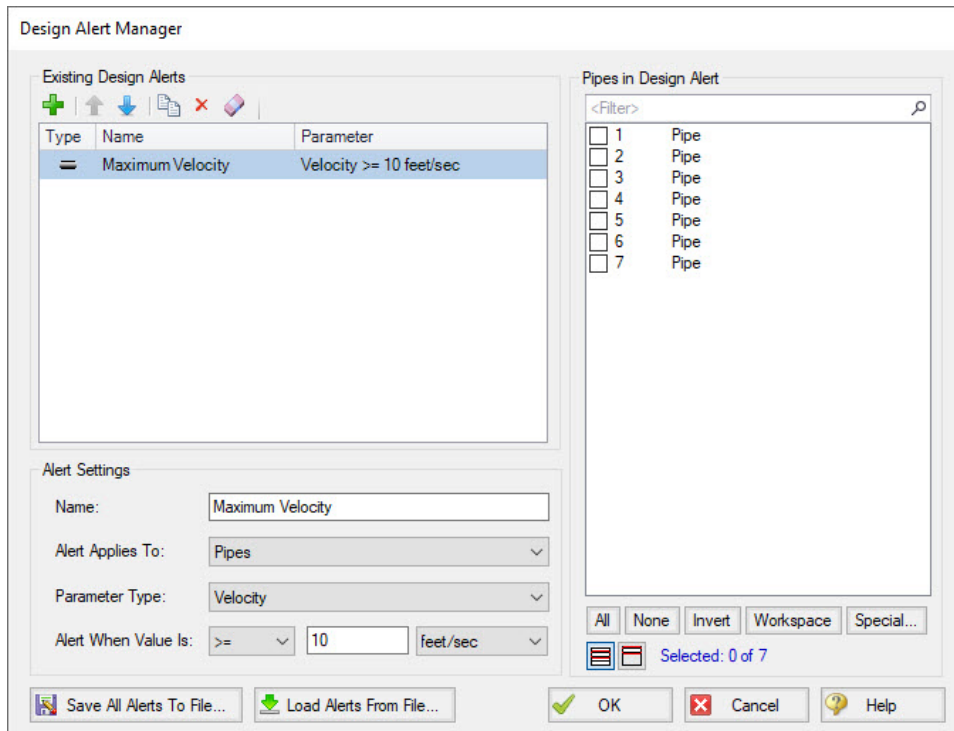 Design Alert Manager
Existing Design Alerts
Type Name Parameter
Maximum Velocity Velocity >= 10 feet/sec
Alert Settings
Name: Maximum Velocity
Alert Applies To: Pipes
Parameter Type: Velocity
Alert When Value Is: >= 10 feet/sec
Pipes in Design Alert
<Filter>
1 Pipe
2 Pipe
3 Pipe
4 Pipe
5 Pipe
6 Pipe
7 Pipe
All None Invert Workspace Special...
Selected: 0 of 7
Save All Alerts To File... Load Alerts From File... OK Cancel Help